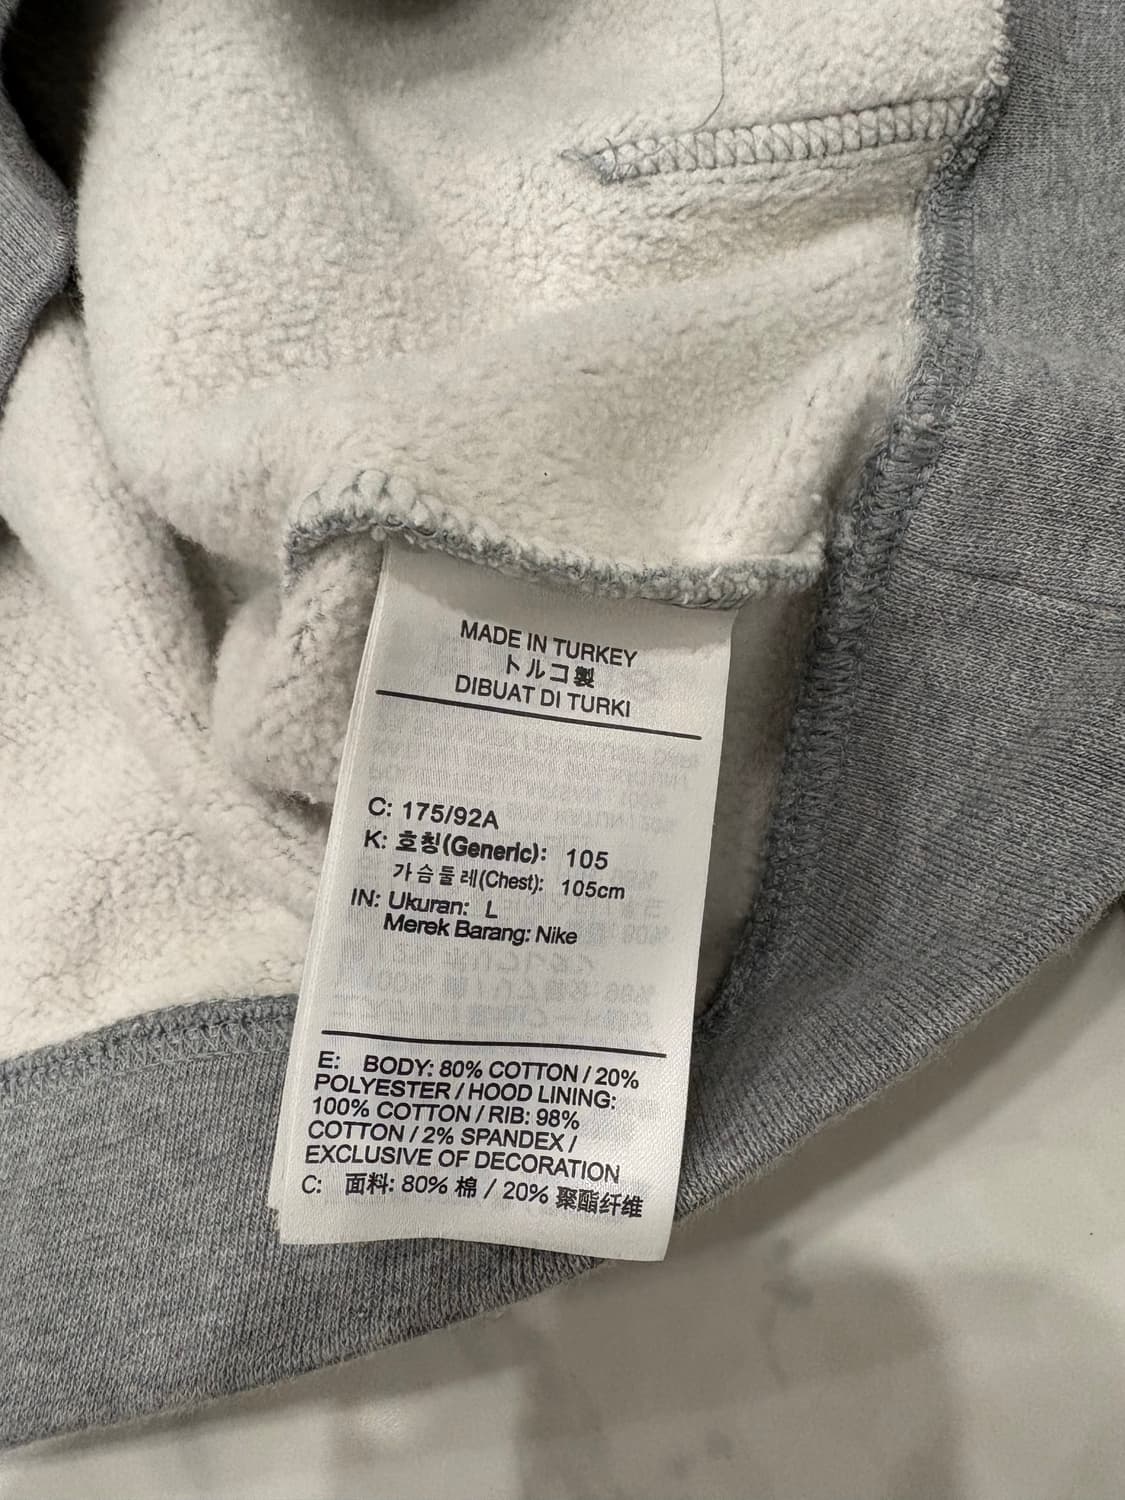 MADE IN TURKEY
トルコ製
DIBUAT DI TURKI
C: 175/92A
K: 호칭(Generic): 105
가슴둘레(Chest): 105cm
IN: Ukuran: L
Merek Barang: Nike
E: BODY: 80% COTTON / 20%
POLYESTER / HOOD LINING:
100% COTTON / RIB: 98%
COTTON / 2% SPANDEX /
EXCLUSIVE OF DECORATION
C: 面料: 80% 棉 / 20% 聚酯纤维